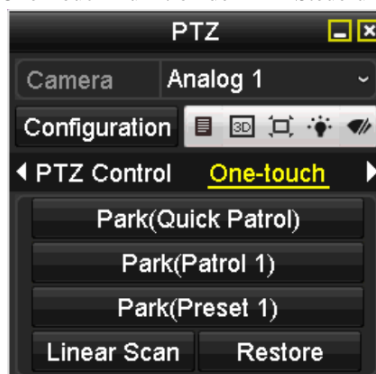 PTZ
Camera Analog 1
Configuration 3D
PTZ Control One-touch
Park(Quick Patrol)
Park(Patrol 1)
Park(Preset 1)
Linear Scan Restore